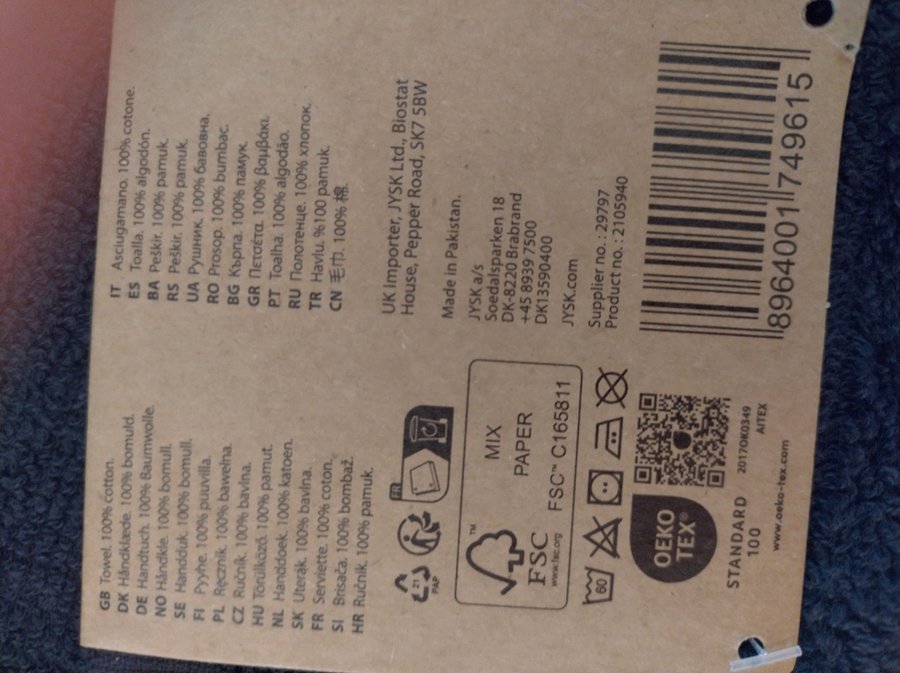 GB Towel. 100% cotton.
DK Håndklæde. 100% bomuld.
DE Handtuch. 100% Baumwolle.
NO Håndkle. 100% bomull.
SE Handduk. 100% bomull.
FI Pyyhe. 100% puuvilla.
PL Ręcznik. 100% bawełna.
CZ Ručník. 100% bavlna.
HU Törülköző. 100% pamut.
NL Handdoek. 100% katoen.
SK Uterák. 100% bavlna.
FR Serviette. 100% coton.
SI Brisača. 100% bombaž.
HR Ručnik. 100% pamuk.
IT Asciugamano. 100% cotone.
ES Toalla. 100% algodón.
BA Peškir. 100% pamuk.
RS Peškir. 100% pamuk.
UA Рушник. 100% бавовна.
RO Prosop. 100% bumbac.
BG Кърпа. 100% памук.
GR Πετσέτα. 100% βαμβάκι.
PT Toalha. 100% algodão.
RU Полотенце. 100% хлопок.
TR Havlu. %100 pamuk.
CN 毛巾. 100% 棉.
21
PAP
FR
FSC™
www.fsc.org
MIX
PAPER
FSC™ C165811
60
OEKO
TEX®
STANDARD
100
2017OK0349
AITEX
www.oeko-tex.com
UK Importer, JYSK Ltd., Biostat
House, Pepper Road, SK7 5BW
Made in Pakistan.
JYSK a/s
Soedalsparken 18
DK-8220 Brabrand
+45 8939 7500
DK13590400
JYSK.com
Supplier no.: 29797
Product no.: 2105940
8964001 749615